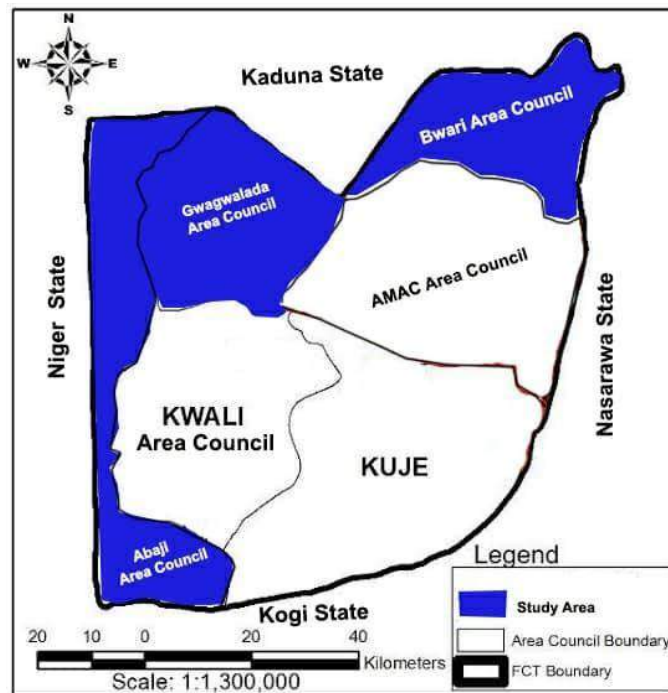 N
W E
S
Kaduna State
Bwari Area Council
Gwagwalada
Area Council
AMAC Area Council
Niger State
Nasarawa State
KWALI
Area Council
KUJE
Abaji
Area Council
Kogi State
Legend
Study Area
Area Council Boundary
FCT Boundary
20 10 0 20 40
Kilometers
Scale: 1:1,300,000